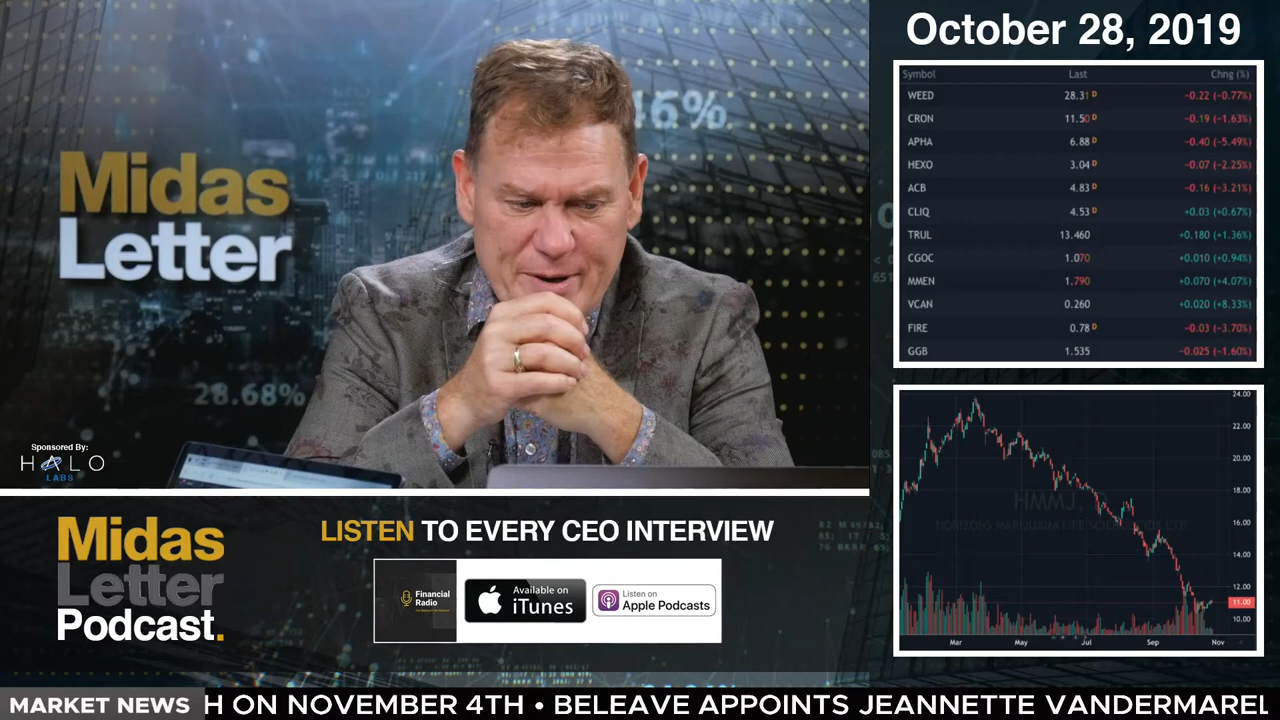 October 28, 2019
46%
Midas
Letter
28.68%
Sponsored By:
HALO
LABS
Symbol Last Chng (%)
WEED 28.31 D −0.22 (−0.77%)
CRON 11.50 D −0.19 (−1.63%)
APHA 6.88 D −0.40 (−5.49%)
HEXO 3.04 D −0.07 (−2.25%)
ACB 4.83 D −0.16 (−3.21%)
CLIQ 4.53 D +0.03 (+0.67%)
TRUL 13.460 +0.180 (+1.36%)
CGOC 1.070 +0.010 (+0.94%)
MMEN 1.790 +0.070 (+4.07%)
VCAN 0.260 +0.020 (+8.33%)
FIRE 0.78 D −0.03 (−3.70%)
GGB 1.535 −0.025 (−1.60%)
24.00
22.00
20.00
18.00
16.00
14.00
12.00
11.00
10.00
HMMJ,
HORIZONS MARIJUANA LIFE
Mar May Jul Sep Nov
Midas
Letter
Podcast.
LISTEN TO EVERY CEO INTERVIEW
Financial
Radio
Available on
iTunes
Listen on
Apple Podcasts
MARKET NEWS H ON NOVEMBER 4TH • BELEAVE APPOINTS JEANNETTE VANDERMAREL